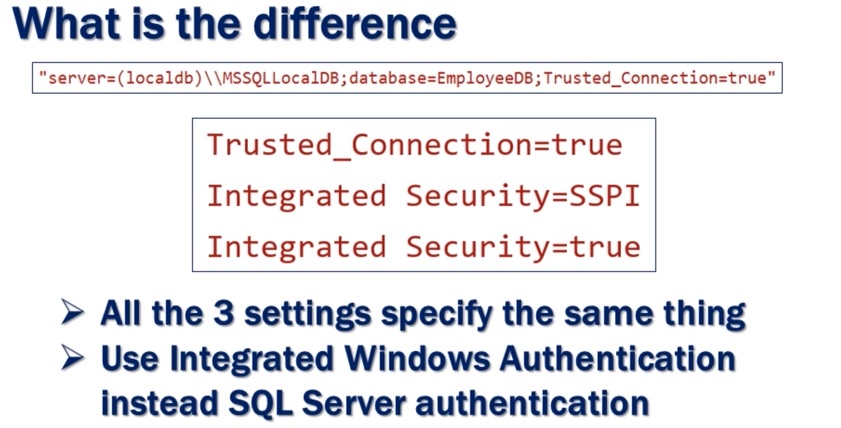 What is the difference
"server=(localdb)\\MSSQLLocalDB;database=EmployeeDB;Trusted_Connection=true"
Trusted_Connection=true
Integrated Security=SSPI
Integrated Security=true
➢ All the 3 settings specify the same thing
➢ Use Integrated Windows Authentication
instead SQL Server authentication